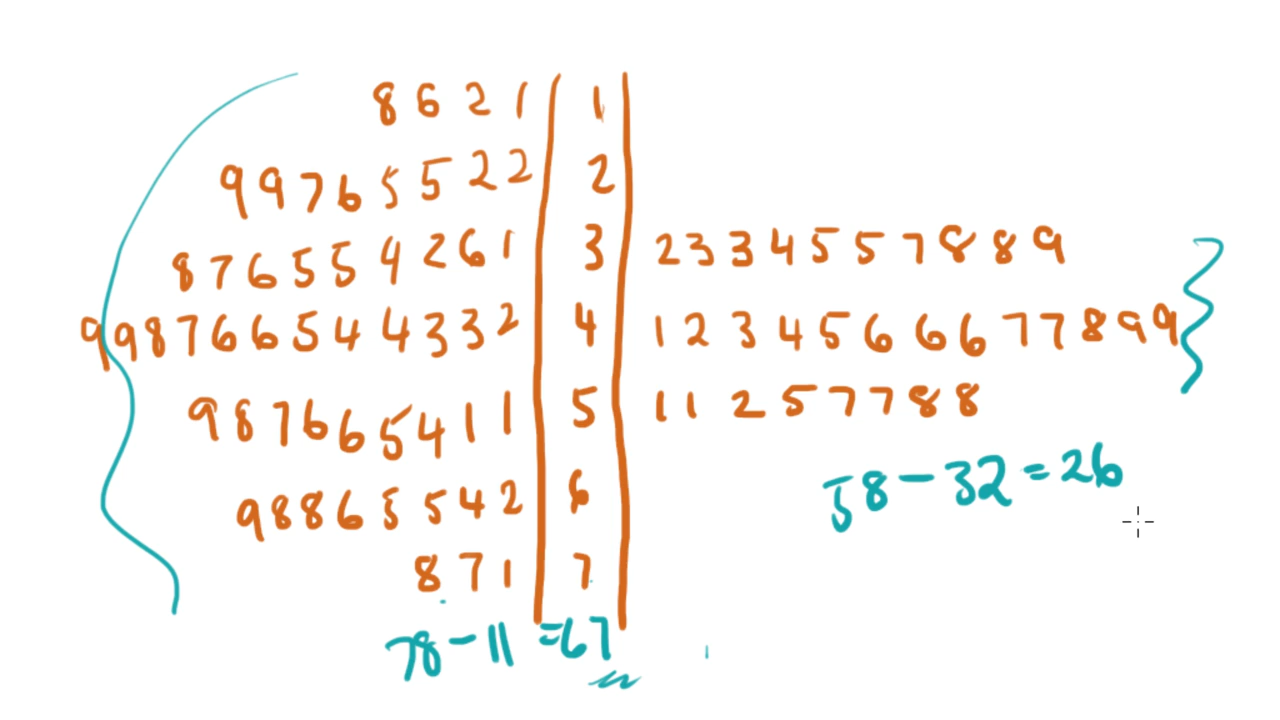 8 6 2 1 | 1 |
9 9 7 6 5 5 2 2 | 2 |
8 7 6 5 5 4 2 6 1 | 3 | 2 3 3 4 5 5 7 8 8 9
9 9 8 7 6 6 5 4 4 3 3 2 | 4 | 1 2 3 4 5 6 6 6 7 7 8 9 9
9 8 7 6 6 5 4 1 1 | 5 | 1 1 2 5 7 7 8 8
58 - 32 = 26
9 8 8 6 5 5 4 2 | 6 |
8 7 1 | 7 |
78 - 11 = 67